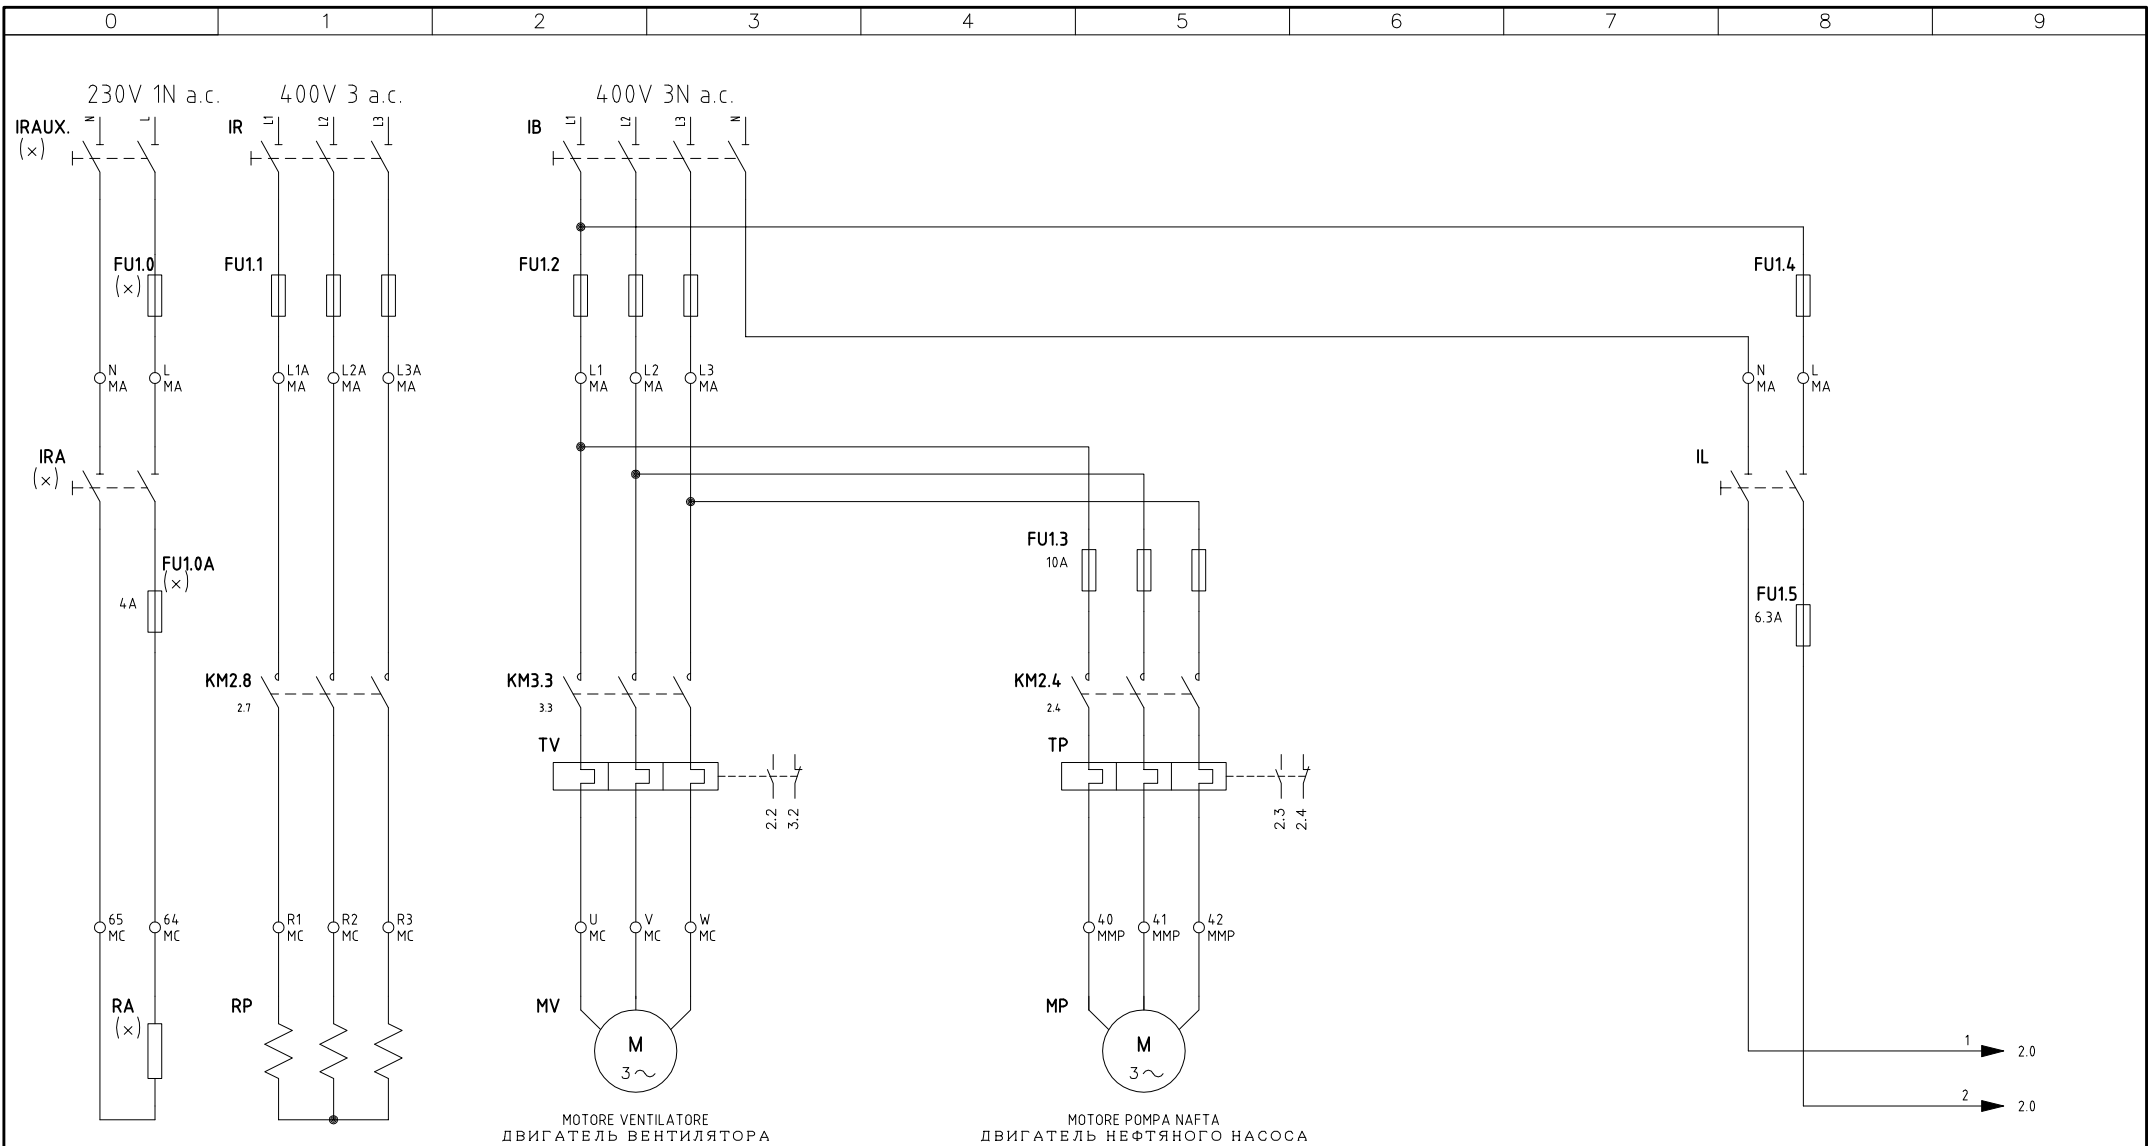 0 1 2 3 4 5 6 7 8 9
230V 1N a.c. 400V 3 a.c. 400V 3N a.c.
IRAUX. N L IR L1 L2 L3 IB L1 L2 L3 N
(x)
FU1.0 FU1.1 FU1.2 FU1.4
(x)
N L L1A L2A L3A L1 L2 L3 N L
MA MA MA MA MA MA MA MA MA MA
IRA IL
(x)
FU1.3
10A
FU1.0A
(x)
4A
FU1.5
6.3A
KM2.8 KM3.3 KM2.4
2.7 3.3 2.4
TV TP
2.2 3.2 2.3 2.4
65 64 R1 R2 R3 U V W 40 41 42
MC MC MC MC MC MC MC MC MMP MMP MMP
RA RP MV MP
(x)
M M
3~ 3~
1 2.0
2 2.0
MOTORE VENTILATORE MOTORE POMPA NAFTA
ДВИГАТЕЛЬ ВЕНТИЛЯТОРА ДВИГАТЕЛЬ НЕФТЯНОГО НАСОСА